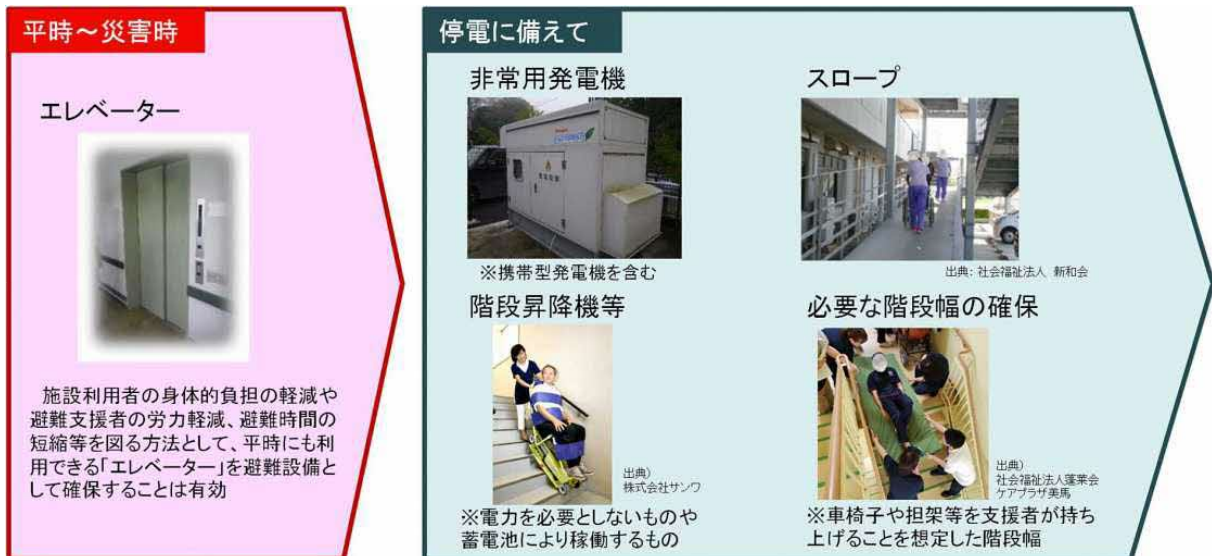 平時～災害時
エレベーター
施設利用者の身体的負担の軽減や
避難支援者の労力軽減、避難時間の
短縮等を図る方法として、平時にも利
用できる「エレベーター」を避難設備と
して確保することは有効
停電に備えて
非常用発電機
※携帯型発電機を含む
スロープ
出典：社会福祉法人　新和会
階段昇降機等
出典）
株式会社サンワ
※電力を必要としないものや
蓄電池により稼働するもの
必要な階段幅の確保
出典）
社会福祉法人蓬莱会
ケアプラザ美馬
※車椅子や担架等を支援者が持ち
上げることを想定した階段幅